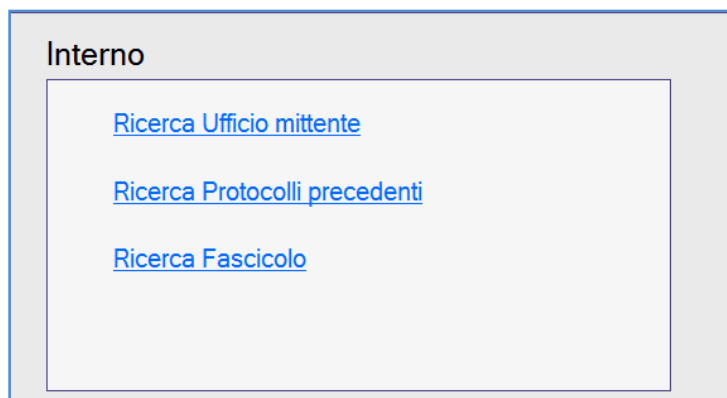 Interno
Ricerca Ufficio mittente
Ricerca Protocolli precedenti
Ricerca Fascicolo